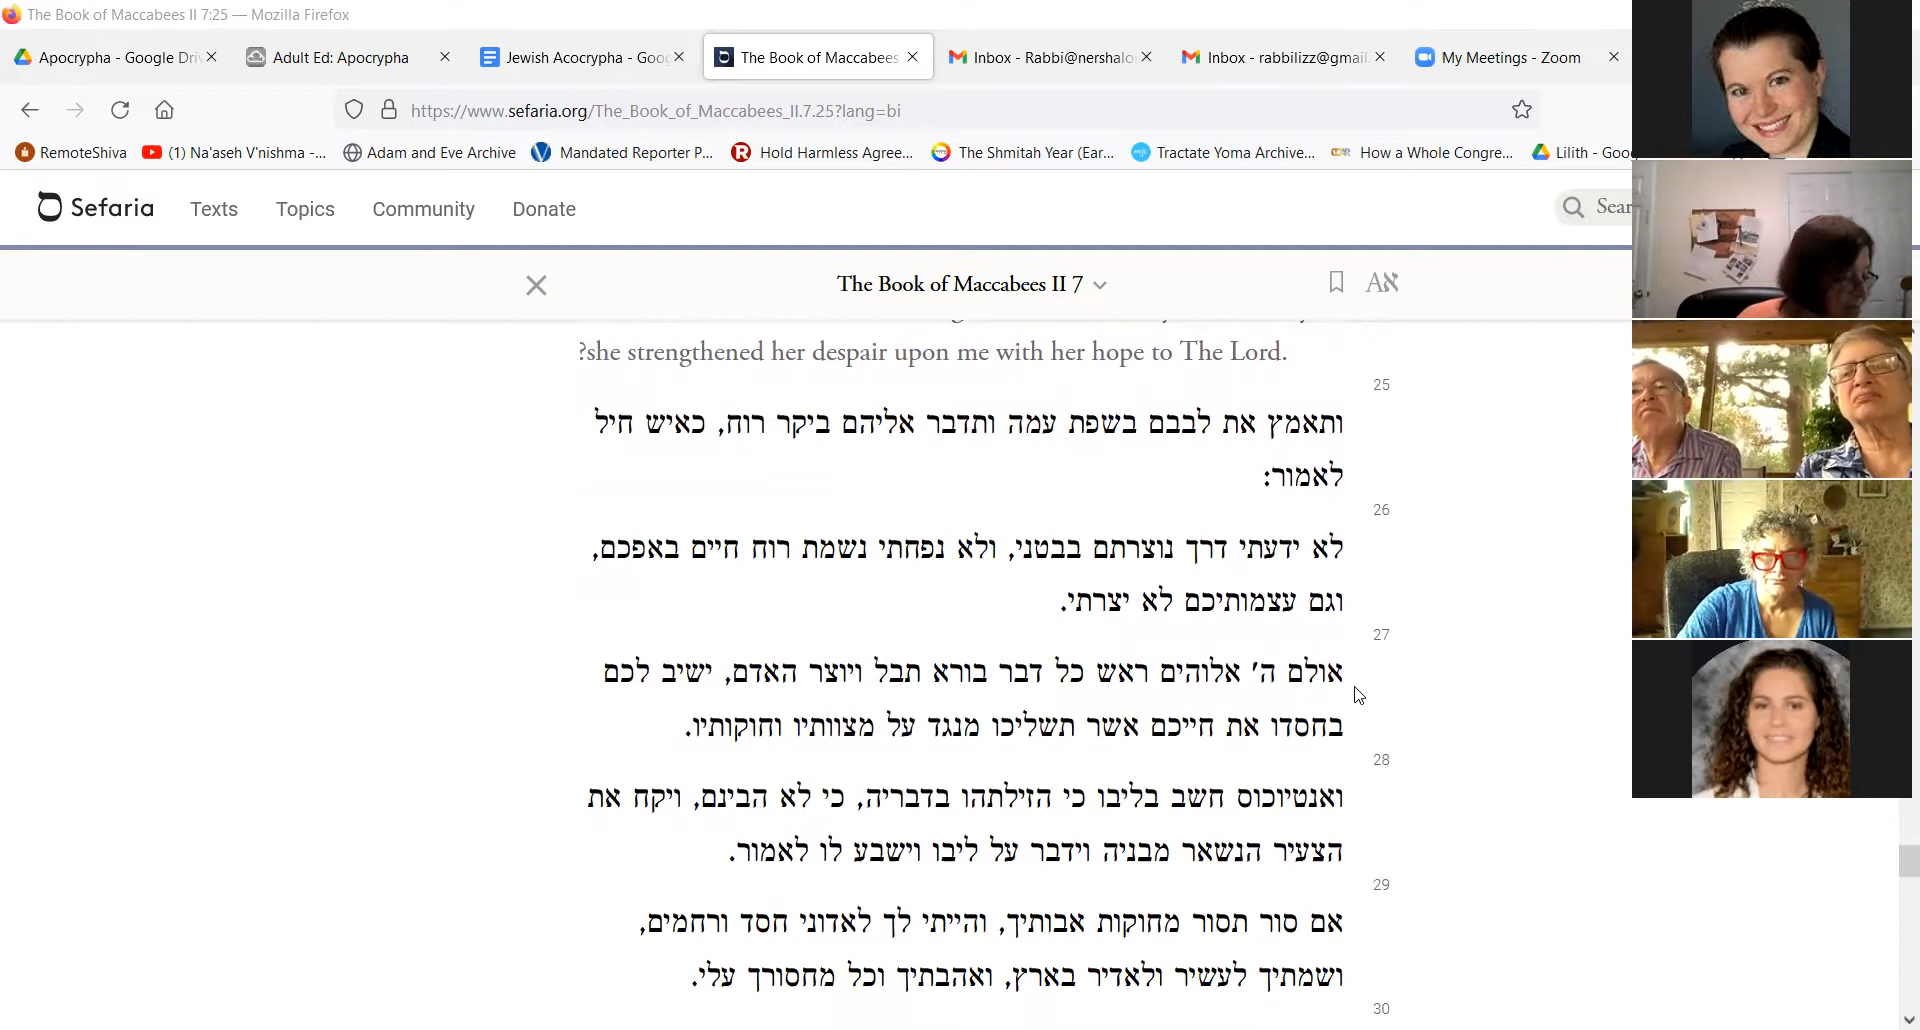 The Book of Maccabees II 7:25 — Mozilla Firefox
Apocrypha - Google Dri
Adult Ed: Apocrypha
Jewish Acocrypha - Goog
The Book of Maccabees
Inbox - Rabbi@nershalo
Inbox - rabbilizz@gmail.
My Meetings - Zoom
https://www.sefaria.org/The_Book_of_Maccabees_II.7.25?lang=bi
RemoteShiva
(1) Na'aseh V'nishma -...
Adam and Eve Archive
Mandated Reporter P...
Hold Harmless Agree...
The Shmitah Year (Ear...
Tractate Yoma Archive...
How a Whole Congre...
Lilith - Goo
Sefaria
Texts
Topics
Community
Donate
Sear
The Book of Maccabees II 7
Aא
?she strengthened her despair upon me with her hope to The Lord.
25
ותאמץ את לבבם בשפת עמה ותדבר אליהם ביקר רוח, כאיש חיל
לאמור:
26
לא ידעתי דרך נוצרתם בבטני, ולא נפחתי נשמת רוח חיים באפכם,
וגם עצמותיכם לא יצרתי.
27
אולם ה' אלוהים ראש כל דבר בורא תבל ויוצר האדם, ישיב לכם
בחסדו את חייכם אשר תשליכו מנגד על מצוותיו וחוקותיו.
28
ואנטיוכוס חשב בליבו כי הזילתהו בדבריה, כי לא הבינם, ויקח את
הצעיר הנשאר מבניה וידבר על ליבו וישבע לו לאמור.
29
אם סור תסור מחוקות אבותיך, והייתי לך לאדוני חסד ורחמים,
ושמתיך לעשיר ולאדיר בארץ, ואהבתיך וכל מחסורך עלי.
30